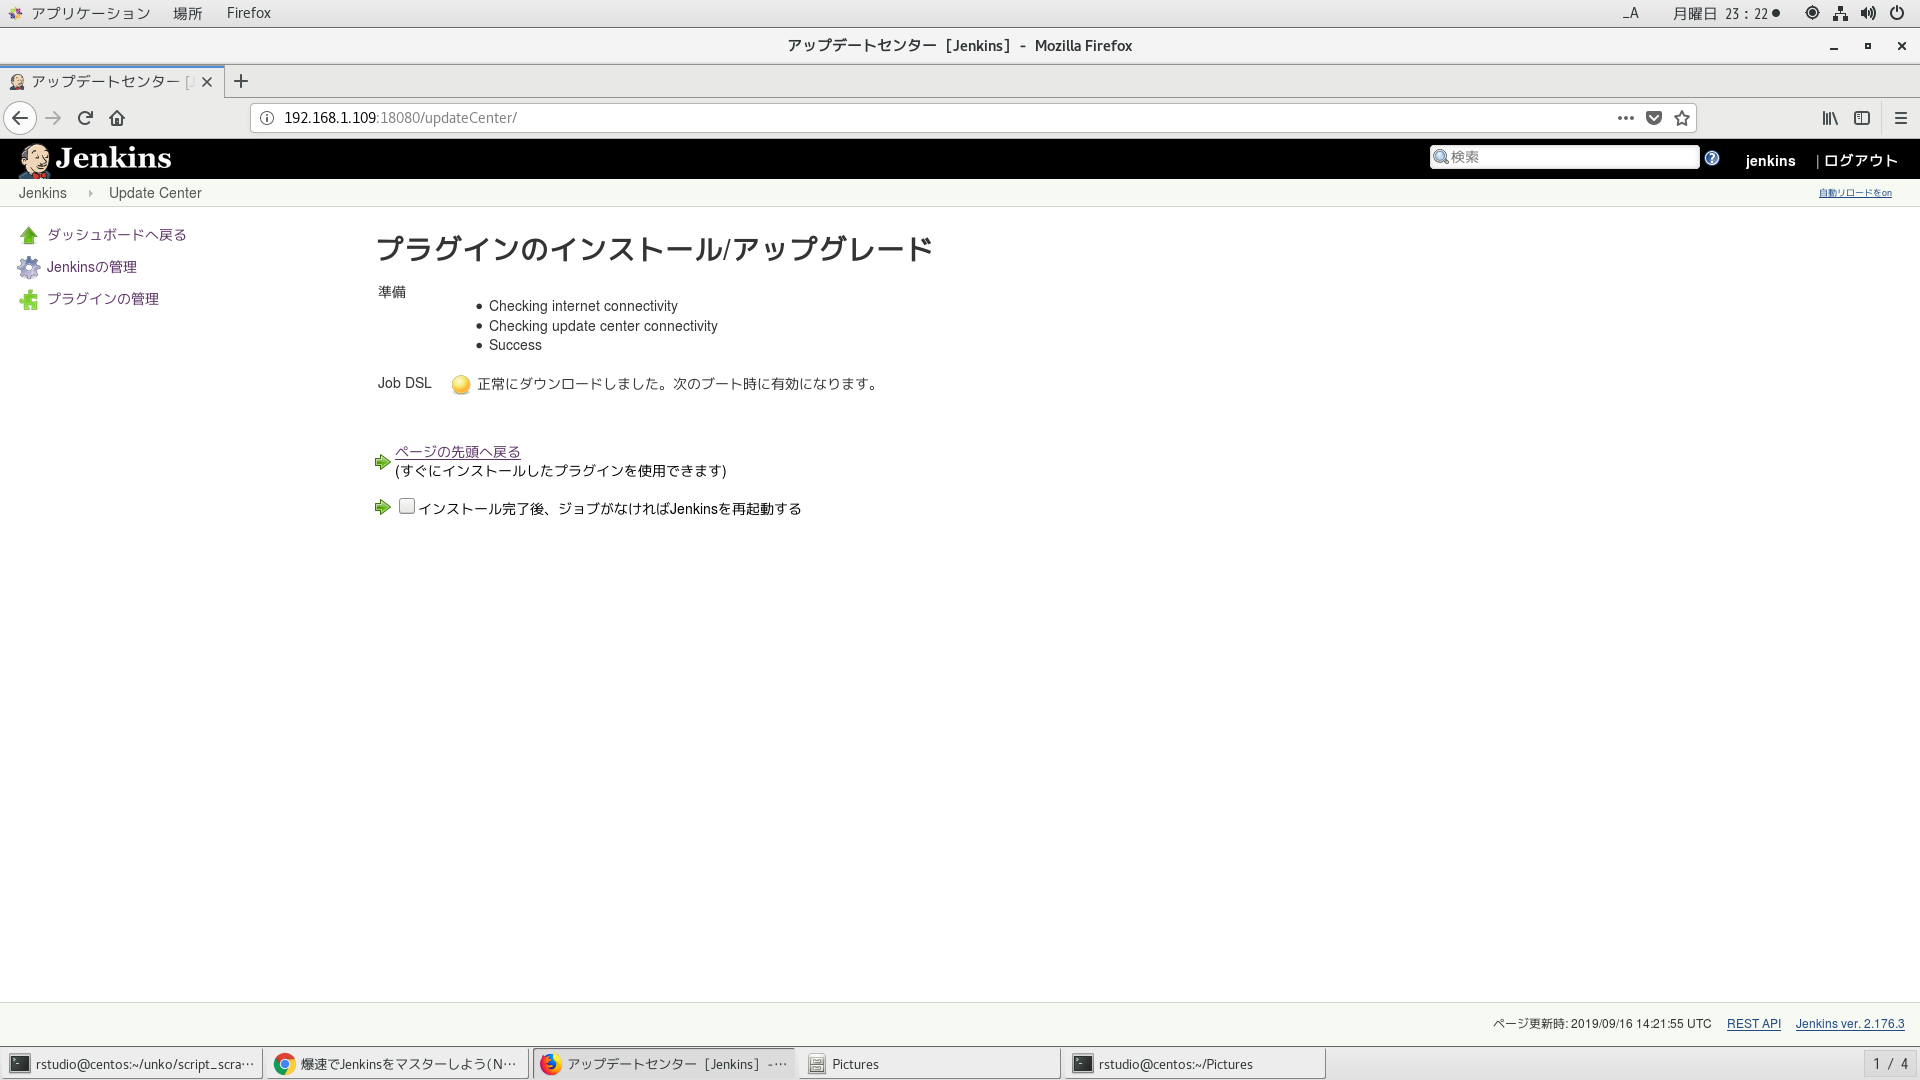 アプリケーション 場所 Firefox _A 月曜日 23:22
アップデートセンター [Jenkins] - Mozilla Firefox
アップデートセンター [J
192.168.1.109:18080/updateCenter/
Jenkins 検索 jenkins | ログアウト
Jenkins Update Center 自動リロードをon
ダッシュボードへ戻る
Jenkinsの管理
プラグインの管理
プラグインのインストール/アップグレード
準備
Checking internet connectivity
Checking update center connectivity
Success
Job DSL 正常にダウンロードしました。次のブート時に有効になります。
ページの先頭へ戻る
(すぐにインストールしたプラグインを使用できます)
インストール完了後、ジョブがなければJenkinsを再起動する
ページ更新時: 2019/09/16 14:21:55 UTC REST API Jenkins ver. 2.176.3
rstudio@centos:~/unko/script_scra… 爆速でJenkinsをマスターしよう(N… アップデートセンター [Jenkins] -… Pictures rstudio@centos:~/Pictures 1 / 4